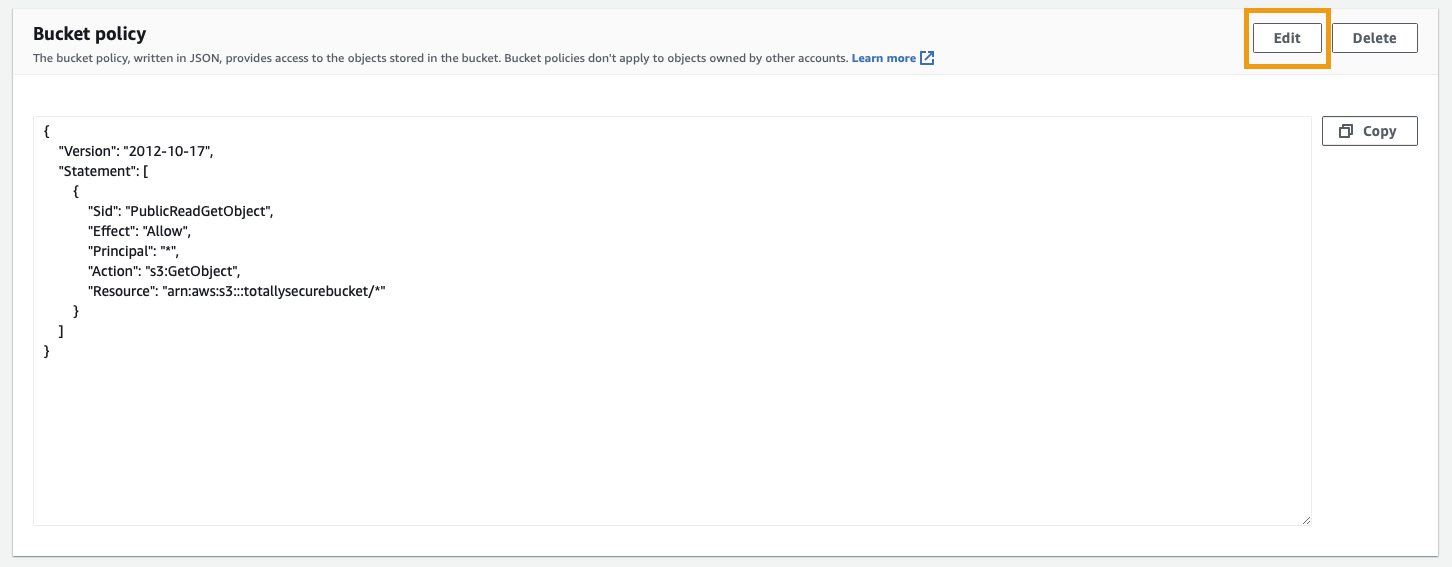 Bucket policy
Edit
Delete
The bucket policy, written in JSON, provides access to the objects stored in the bucket. Bucket policies don't apply to objects owned by other accounts. Learn more
Copy
{
"Version": "2012-10-17",
"Statement": [
{
"Sid": "PublicReadGetObject",
"Effect": "Allow",
"Principal": "*",
"Action": "s3:GetObject",
"Resource": "arn:aws:s3:::totallysecurebucket/*"
}
]
}